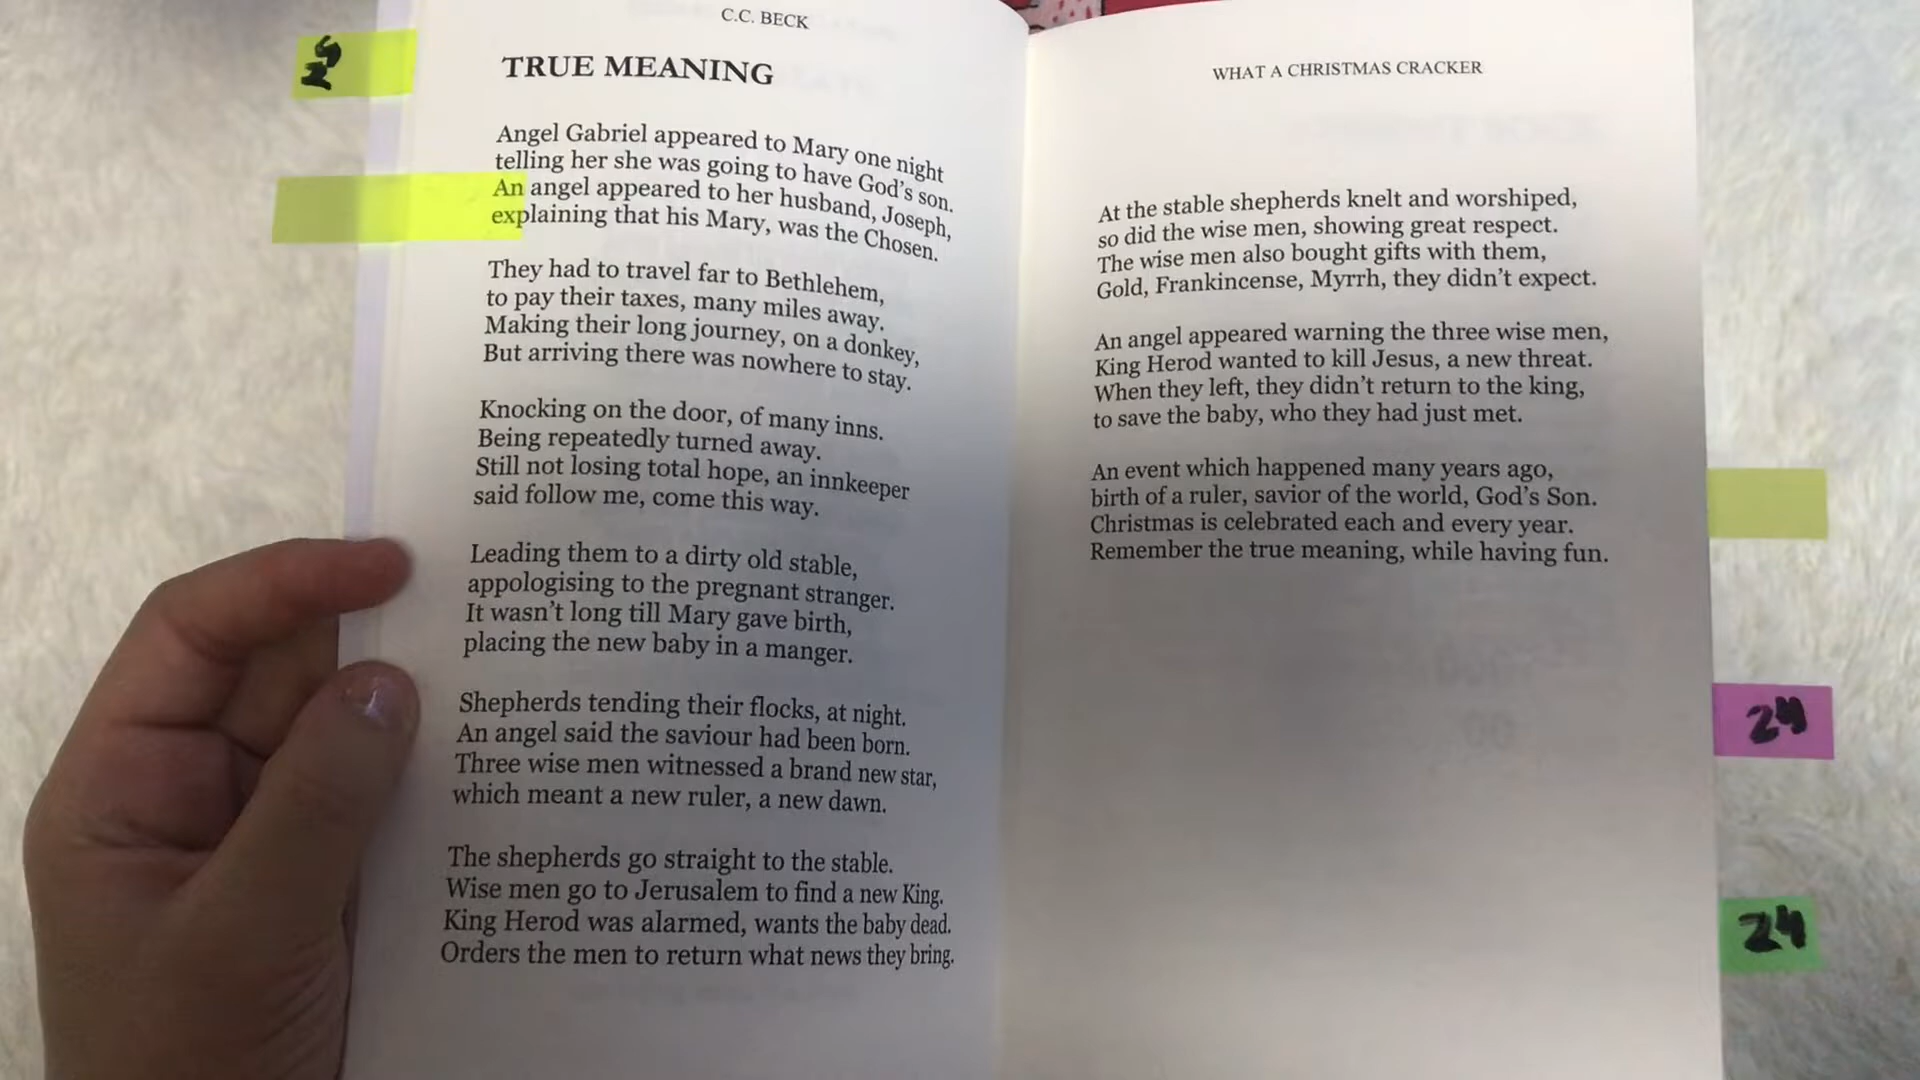 C.C. BECK
TRUE MEANING
Angel Gabriel appeared to Mary one night
telling her she was going to have God's son.
An angel appeared to her husband, Joseph,
explaining that his Mary, was the Chosen.
They had to travel far to Bethlehem,
to pay their taxes, many miles away.
Making their long journey, on a donkey,
But arriving there was nowhere to stay.
Knocking on the door, of many inns.
Being repeatedly turned away.
Still not losing total hope, an innkeeper
said follow me, come this way.
Leading them to a dirty old stable,
appologising to the pregnant stranger.
It wasn't long till Mary gave birth,
placing the new baby in a manger.
Shepherds tending their flocks, at night.
An angel said the saviour had been born.
Three wise men witnessed a brand new star,
which meant a new ruler, a new dawn.
The shepherds go straight to the stable.
Wise men go to Jerusalem to find a new King.
King Herod was alarmed, wants the baby dead.
Orders the men to return what news they bring.
WHAT A CHRISTMAS CRACKER
At the stable shepherds knelt and worshiped,
so did the wise men, showing great respect.
The wise men also bought gifts with them,
Gold, Frankincense, Myrrh, they didn't expect.
An angel appeared warning the three wise men,
King Herod wanted to kill Jesus, a new threat.
When they left, they didn't return to the king,
to save the baby, who they had just met.
An event which happened many years ago,
birth of a ruler, savior of the world, God's Son.
Christmas is celebrated each and every year.
Remember the true meaning, while having fun.
24
24